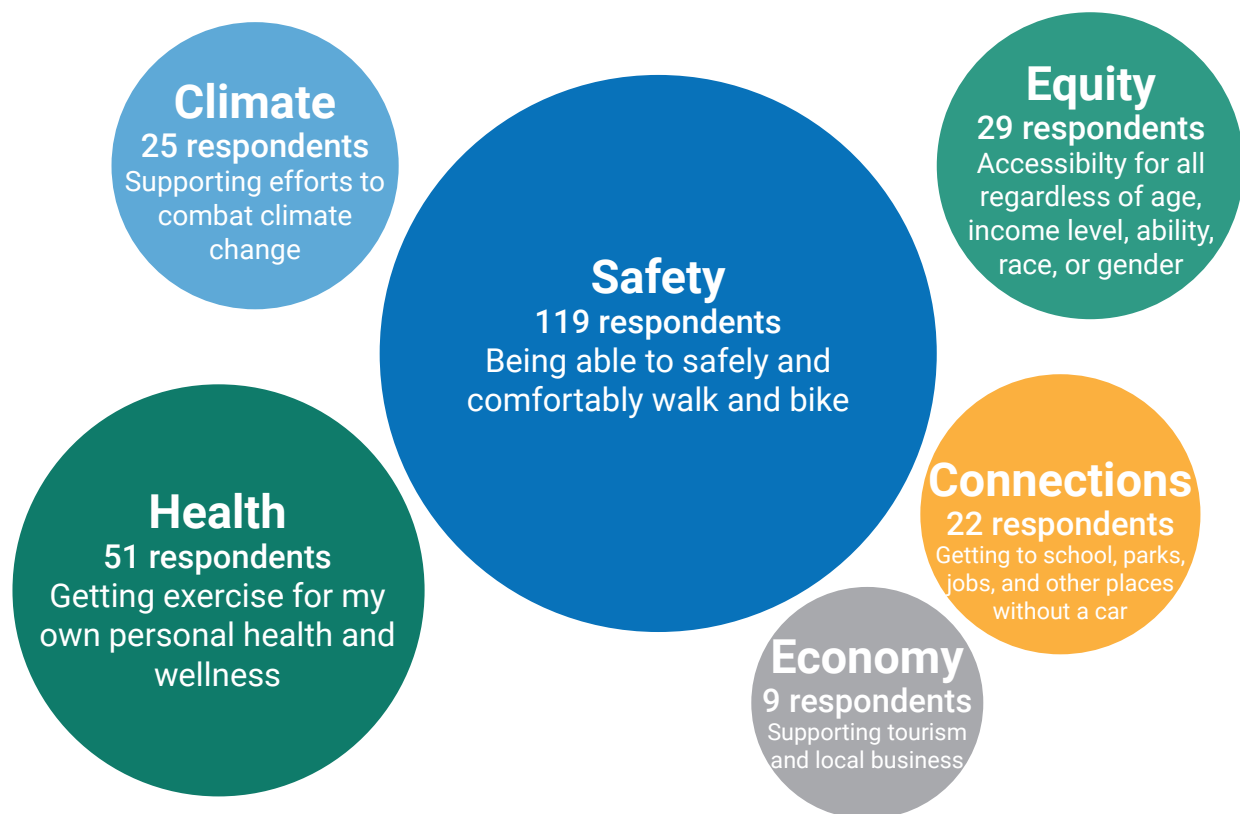 Climate
25 respondents
Supporting efforts to
combat climate
change
Equity
29 respondents
Accessibilty for all
regardless of age,
income level, ability,
race, or gender
Safety
119 respondents
Being able to safely and
comfortably walk and bike
Health
51 respondents
Getting exercise for my
own personal health and
wellness
Connections
22 respondents
Getting to school, parks,
jobs, and other places
without a car
Economy
9 respondents
Supporting tourism
and local business